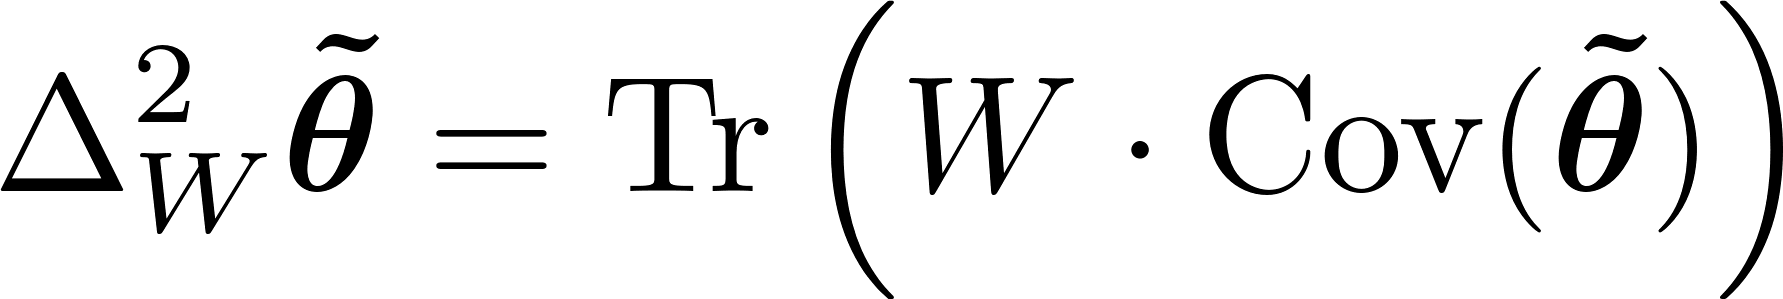 Δ²_W θ̃ = Tr ( W · Cov(θ̃) )